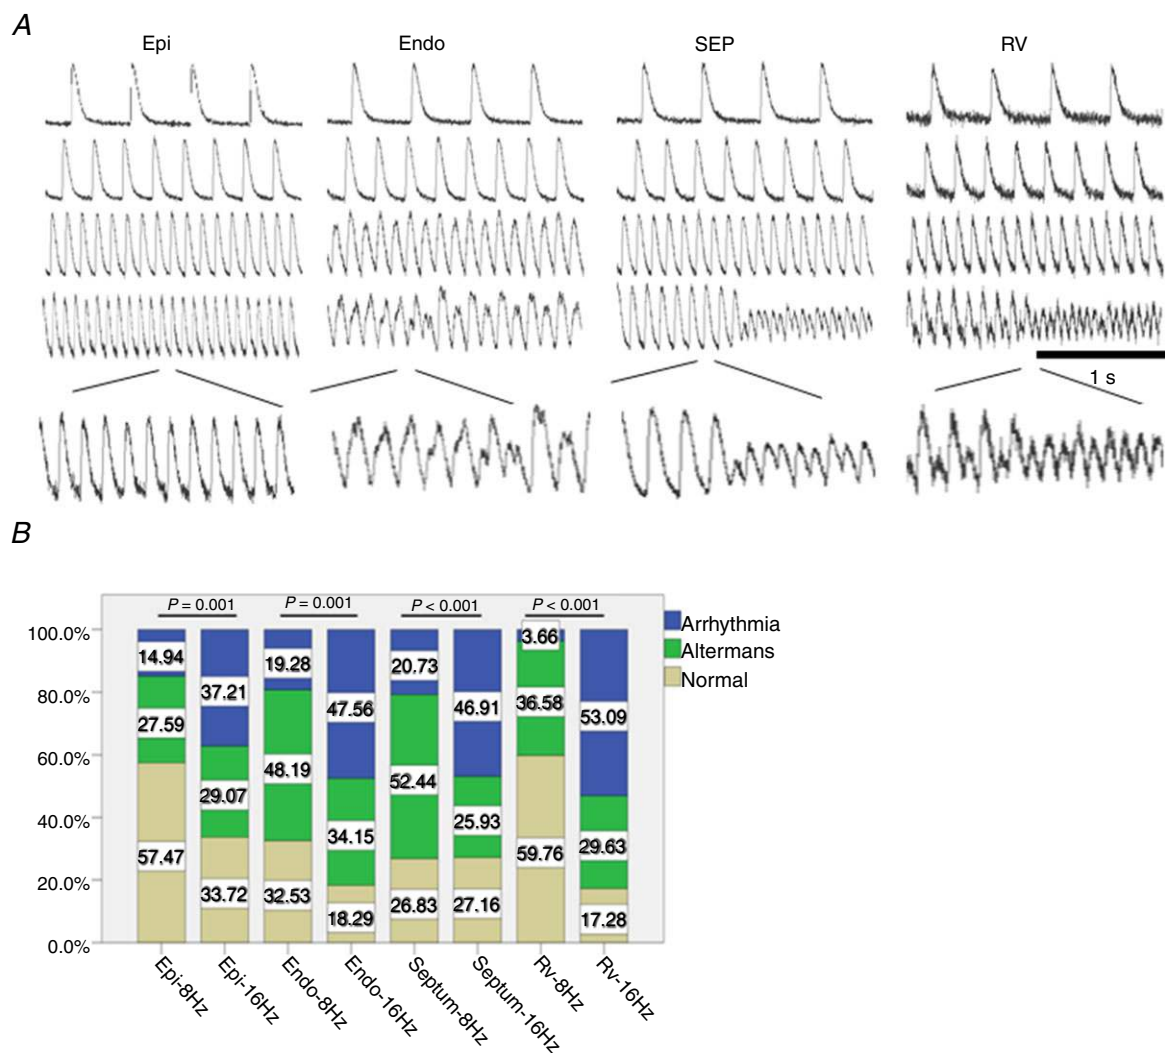 A
Epi Endo SEP RV
1 s
B
P = 0.001 P = 0.001 P < 0.001 P < 0.001
100.0%
80.0%
60.0%
40.0%
20.0%
0.0%
14.94 37.21 19.28 47.56 20.73 46.91 3.66 53.09
27.59 29.07 48.19 34.15 52.44 25.93 36.58 29.63
57.47 33.72 32.53 18.29 26.83 27.16 59.76 17.28
Arrhythmia
Altermans
Normal
Epi-8Hz Epi-16Hz Endo-8Hz Endo-16Hz Septum-8Hz Septum-16Hz Rv-8Hz Rv-16Hz